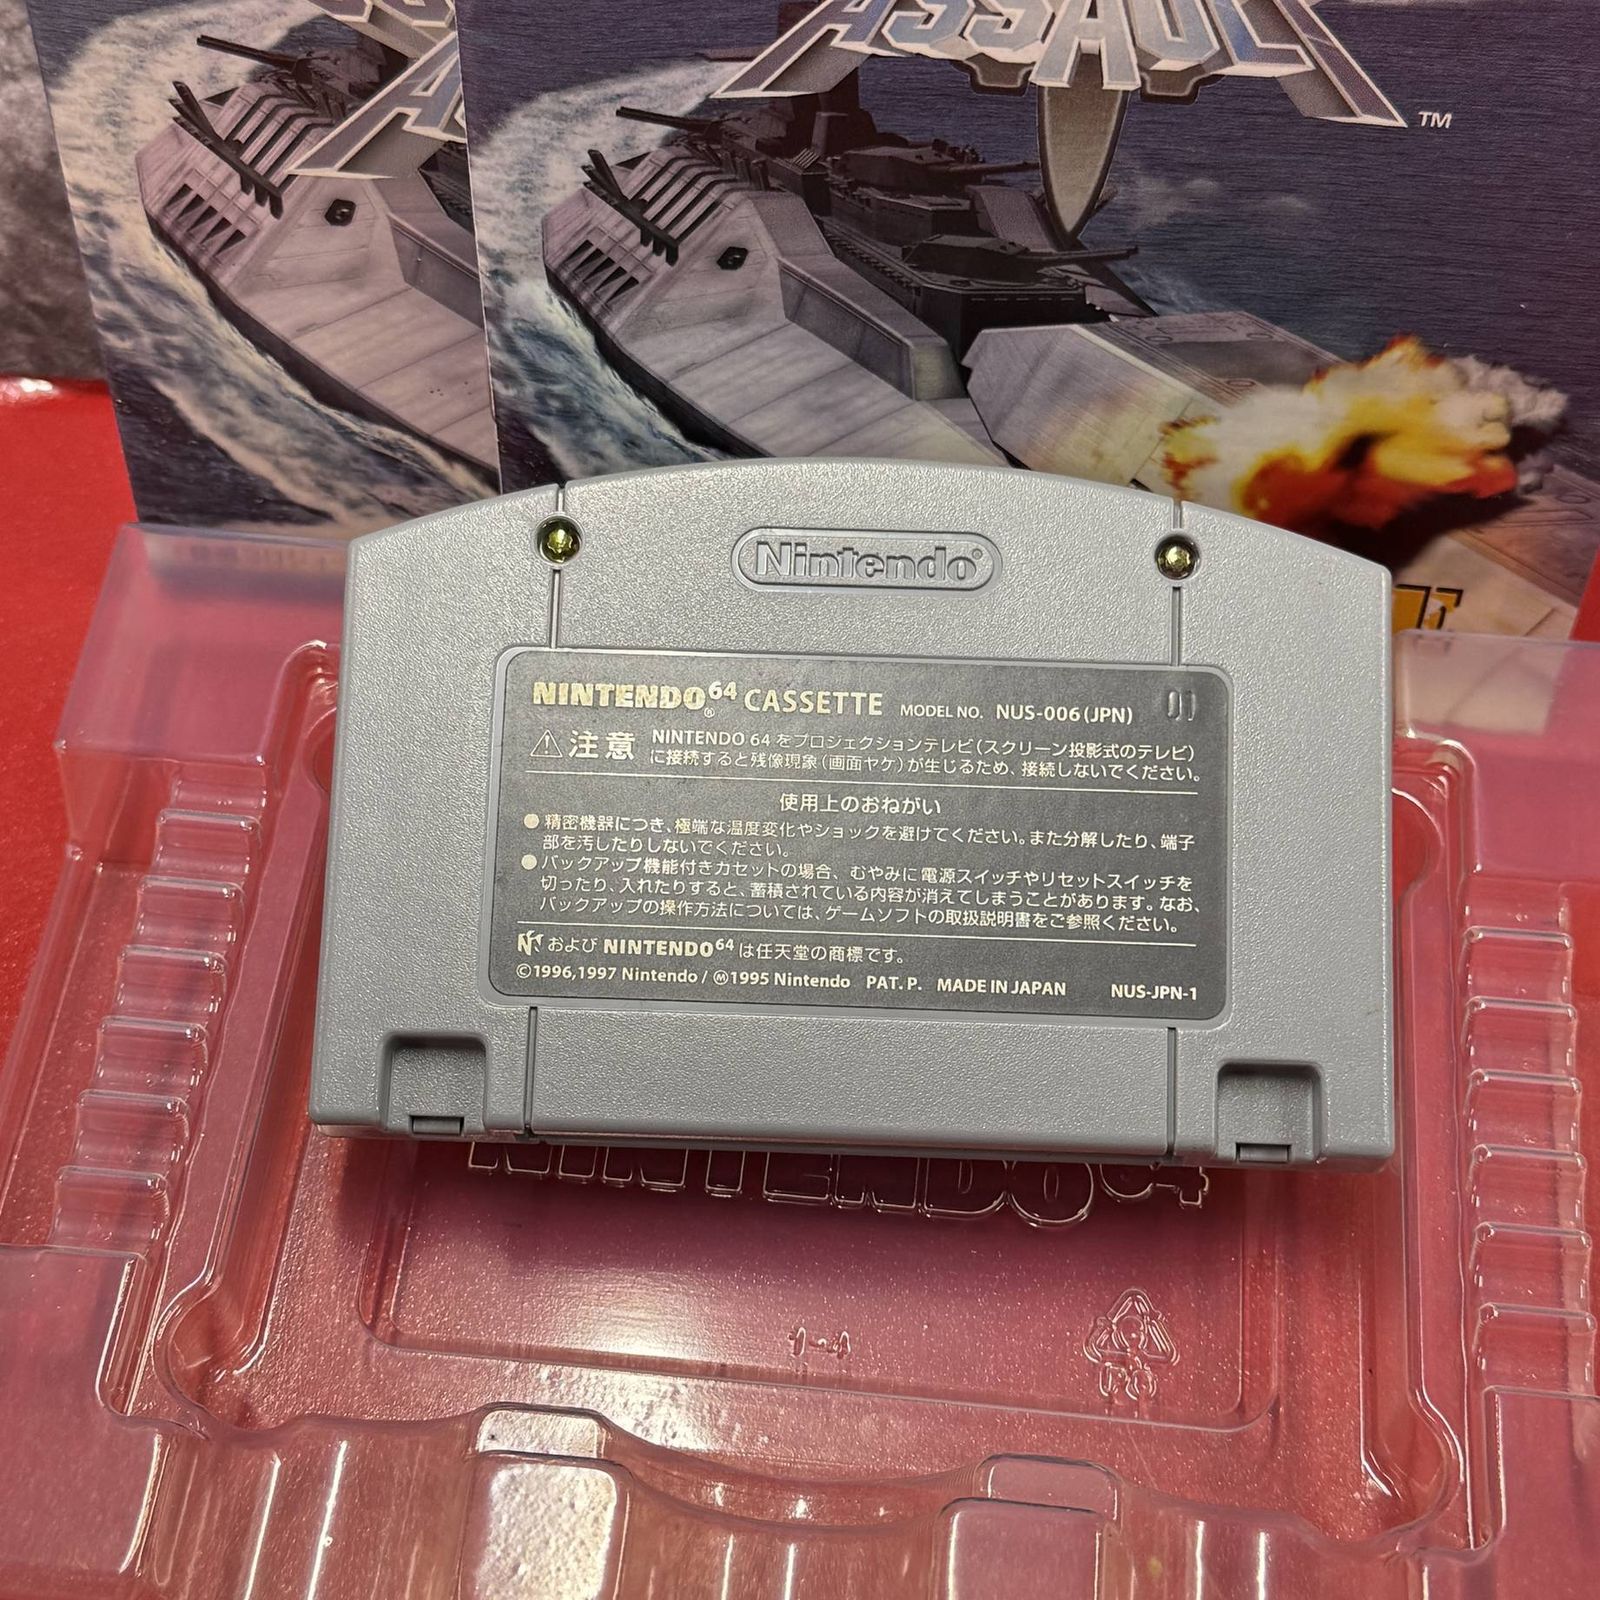 ASSAULT
TM
Nintendo®
NINTENDO64® CASSETTE MODEL NO. NUS-006(JPN) 01
⚠注意 NINTENDO 64 をプロジェクションテレビ(スクリーン投影式のテレビ)
に接続すると残像現象(画面ヤケ)が生じるため、接続しないでください。
使用上のおねがい
●精密機器につき、極端な温度変化やショックを避けてください。また分解したり、端子
部を汚したりしないでください。
●バックアップ機能付きカセットの場合、むやみに電源スイッチやリセットスイッチを
切ったり、入れたりすると、蓄積されている内容が消えてしまうことがあります。なお、
バックアップの操作方法については、ゲームソフトの取扱説明書をご参照ください。
および NINTENDO64 は任天堂の商標です。
©1996,1997 Nintendo / Ⓜ1995 Nintendo PAT. P. MADE IN JAPAN NUS-JPN-1
NINTENDO64